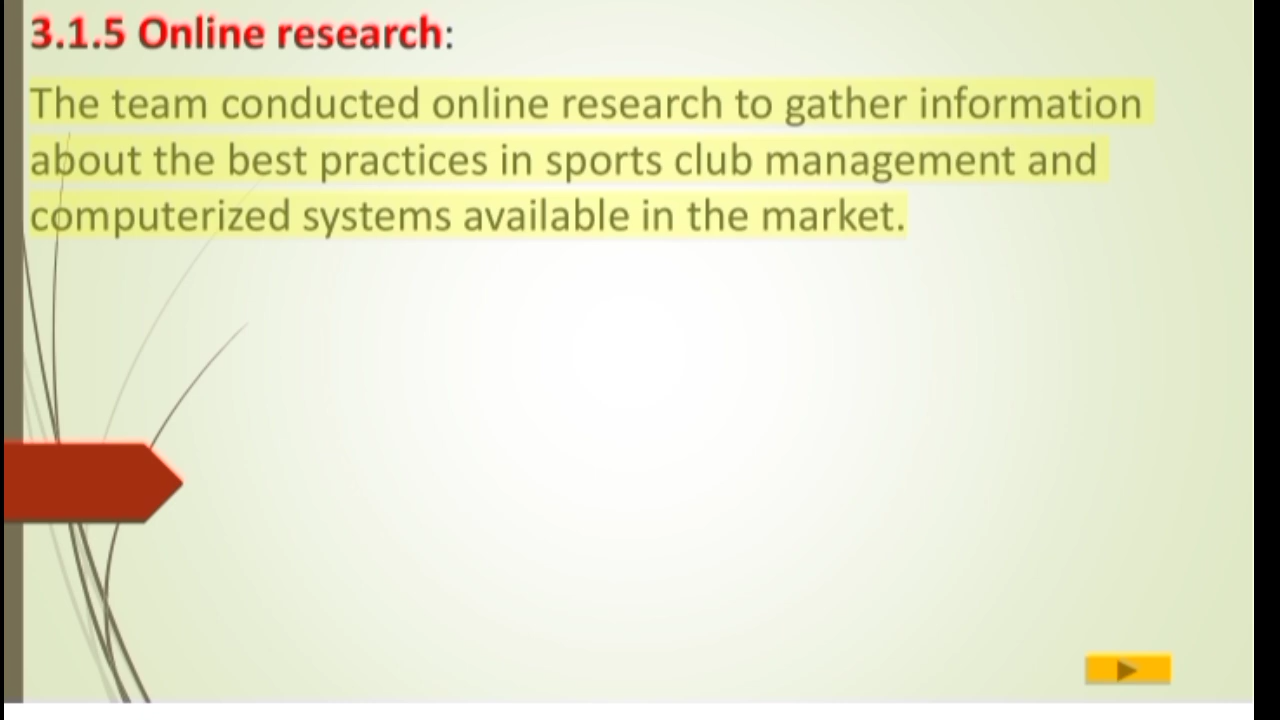 3.1.5 Online research:
The team conducted online research to gather information
about the best practices in sports club management and
computerized systems available in the market.